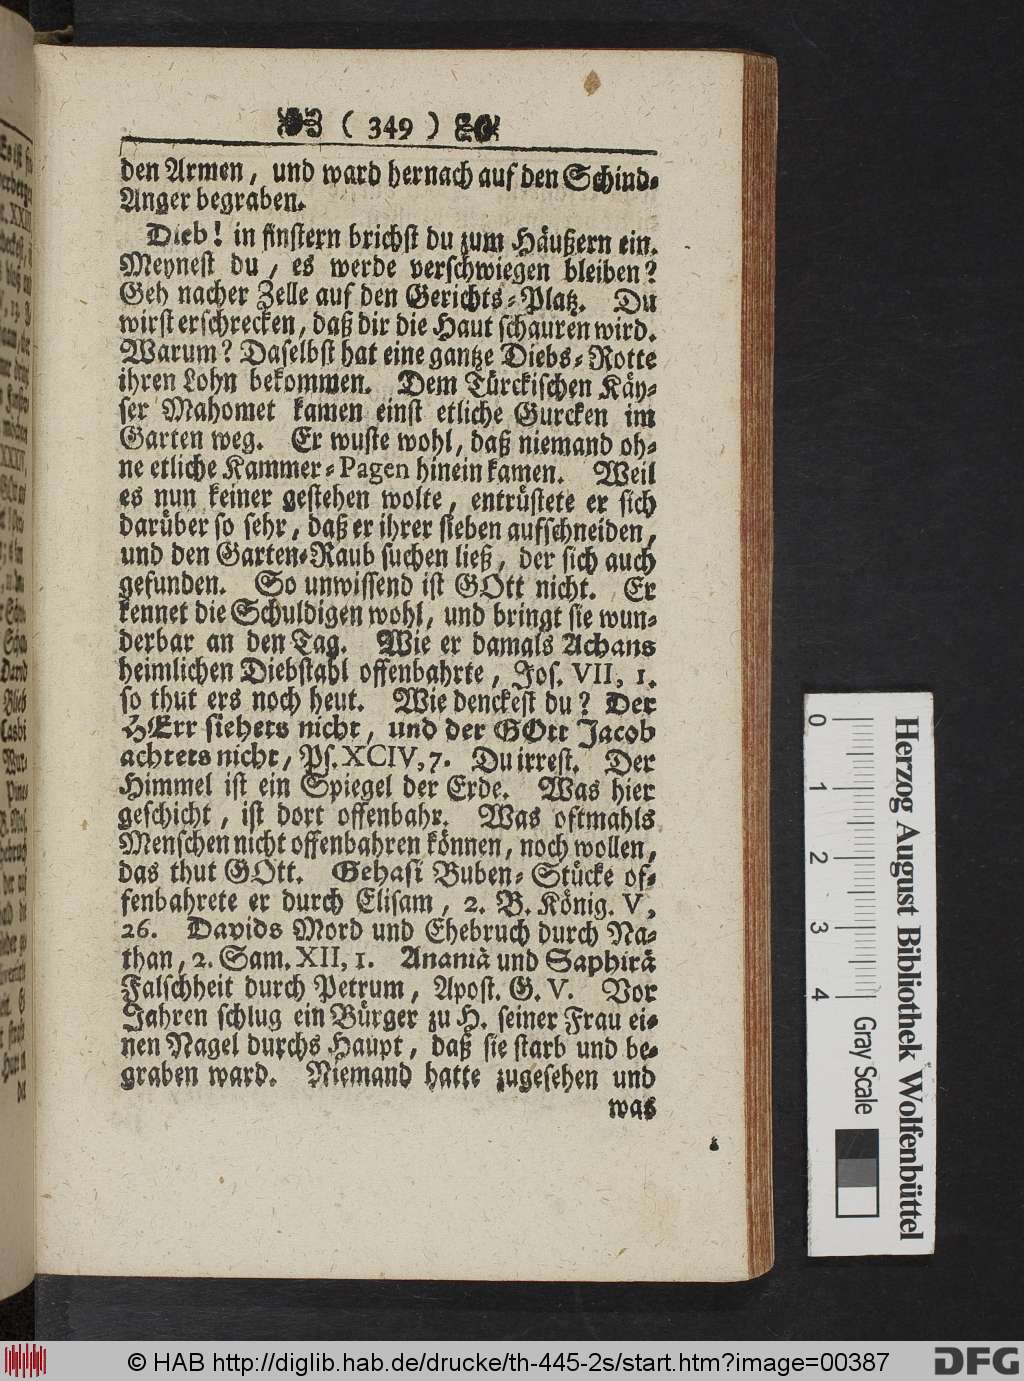 ( 349 )
den Armen, und ward hernach auf den Schind-
Anger begraben.
Dieb! in finstern brichst du zum Häußern ein.
Meynest du, es werde verschwiegen bleiben?
Geh nacher Zelle auf den Gerichts-Platz. Du
wirst erschrecken, daß dir die Haut schauren wird.
Warum? Daselbst hat eine gantze Diebs-Rotte
ihren Lohn bekommen. Dem Türckischen Käy-
ser Mahomet kamen einst etliche Gurcken im
Garten weg. Er wuste wohl, daß niemand oh-
ne etliche Kammer-Pagen hinein kamen. Weil
es nun keiner gestehen wolte, entrüstete er sich
darüber so sehr, daß er ihrer sieben aufschneiden,
und den Garten-Raub suchen ließ, der sich auch
gefunden. So unwissend ist GOtt nicht. Er
kennet die Schuldigen wohl, und bringt sie wun-
derbar an den Tag. Wie er damals Achans
heimlichen Diebstahl offenbahrte, Jos. VII, 1.
so thut ers noch heut. Wie denckest du? Der
HErr siehets nicht, und der GOtt Jacob
achtets nicht, Ps. XCIV, 7. Du irrest. Der
Himmel ist ein Spiegel der Erde. Was hier
geschicht, ist dort offenbahr. Was oftmahls
Menschen nicht offenbahren können, noch wollen,
das thut GOtt. Gehasi Buben-Stücke of-
fenbahrete er durch Elisam, 2. B. König. V,
26. Davids Mord und Ehebruch durch Na-
than, 2. Sam. XII, 1. Ananiä und Saphirä
Falschheit durch Petrum, Apost. G. V. Vor
Jahren schlug ein Bürger zu H. seiner Frau ei-
nen Nagel durchs Haupt, daß sie starb und be-
graben ward. Niemand hatte zugesehen und
was
0 1 2 3 4
Herzog August Bibliothek Wolfenbüttel
Gray Scale
© HAB http://diglib.hab.de/drucke/th-445-2s/start.htm?image=00387
DFG